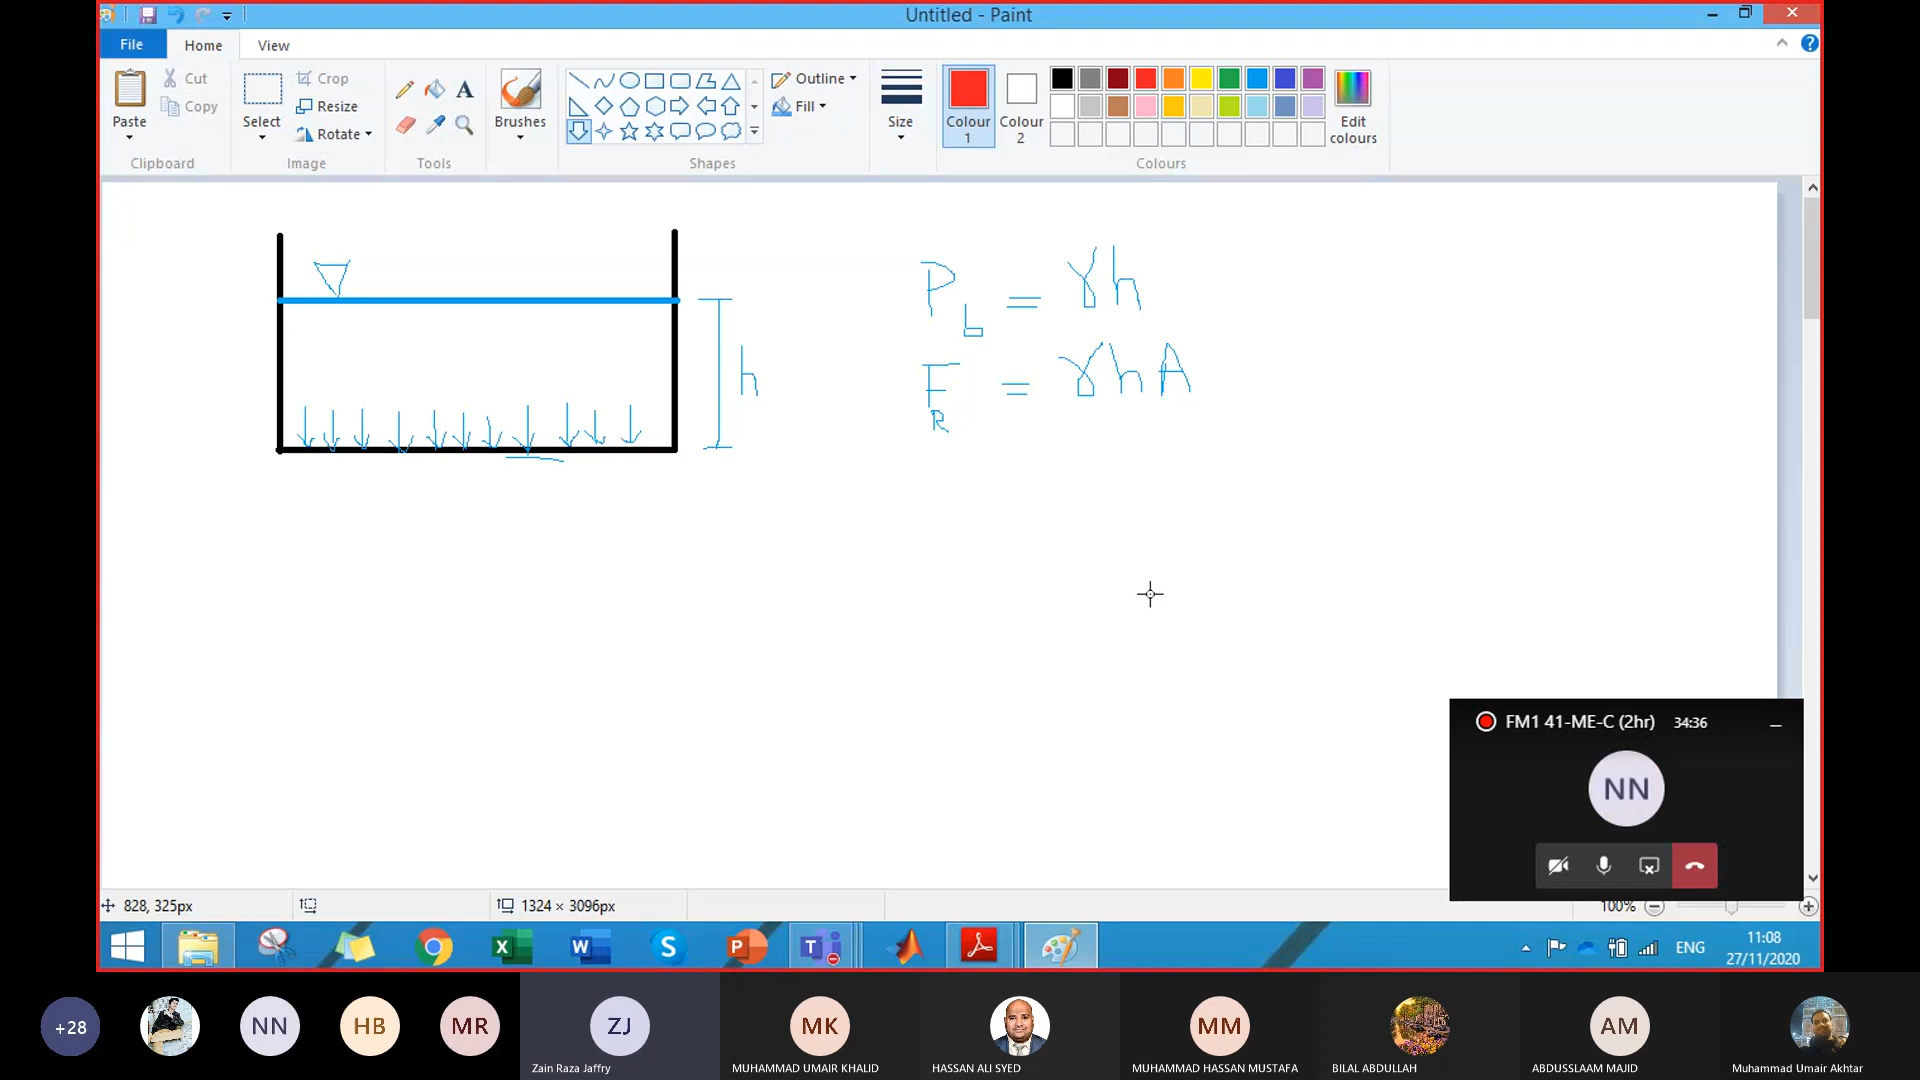 Untitled - Paint
File Home View
Paste Cut Copy Clipboard
Select Crop Resize Rotate Image
Tools
Brushes
Shapes
Outline Fill
Size
Colour 1
Colour 2
Edit colours
Colours
P_b = γh
F_R = γhA
h
FM1 41-ME-C (2hr) 34:36
NN
828, 325px
1324 × 3096px
100%
ENG
11:08
27/11/2020
+28
NN
HB
MR
ZJ
MK
MM
AM
Zain Raza Jaffry
MUHAMMAD UMAIR KHALID
HASSAN ALI SYED
MUHAMMAD HASSAN MUSTAFA
BILAL ABDULLAH
ABDUSSLAAM MAJID
Muhammad Umair Akhtar